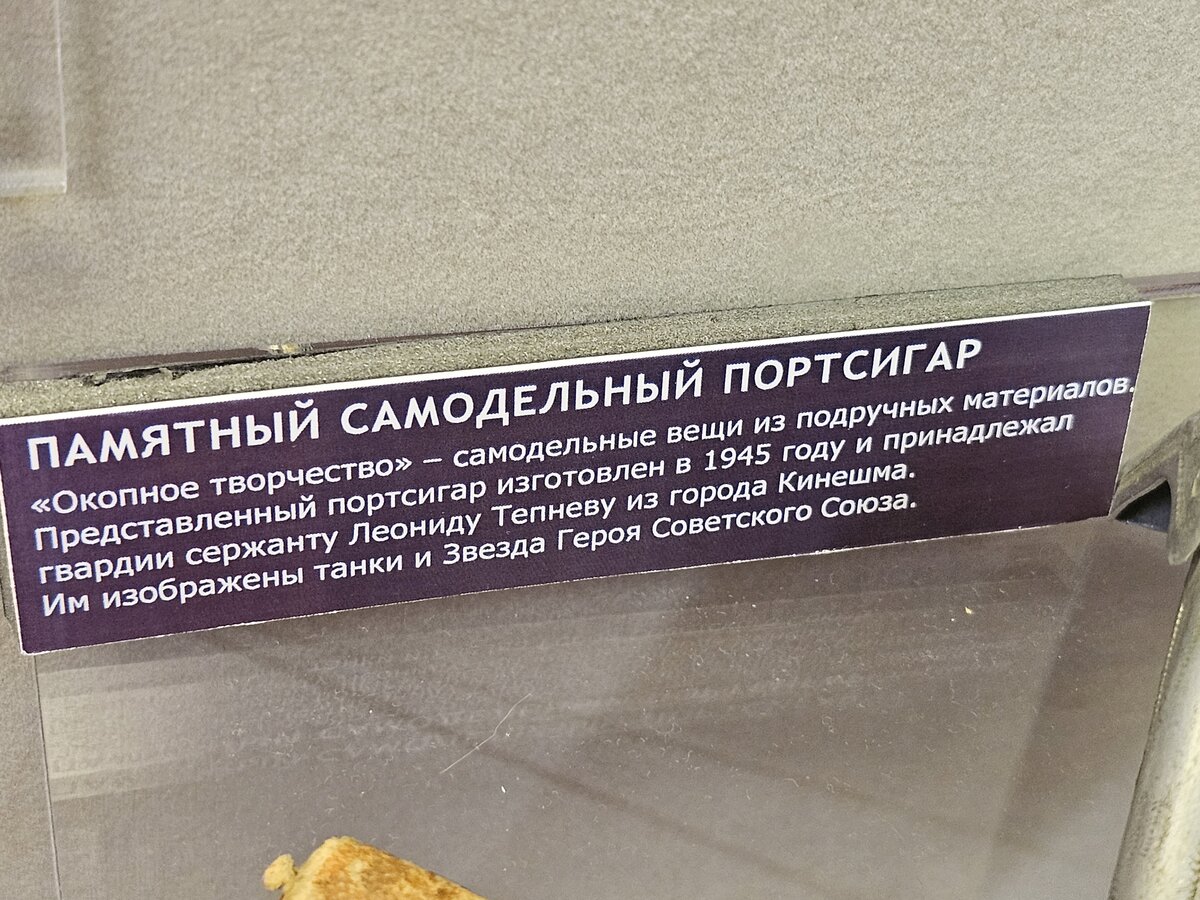 ПАМЯТНЫЙ САМОДЕЛЬНЫЙ ПОРТСИГАР
«Окопное творчество» – самодельные вещи из подручных материалов.
Представленный портсигар изготовлен в 1945 году и принадлежал
гвардии сержанту Леониду Тепневу из города Кинешма.
Им изображены танки и Звезда Героя Советского Союза.